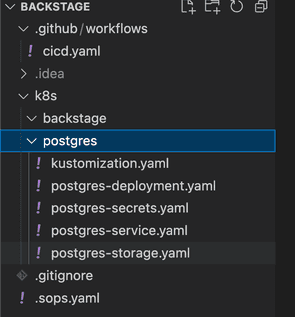 BACKSTAGE
.github/workflows
! cicd.yaml
.idea
k8s
backstage
postgres
! kustomization.yaml
! postgres-deployment.yaml
! postgres-secrets.yaml
! postgres-service.yaml
! postgres-storage.yaml
.gitignore
! .sops.yaml